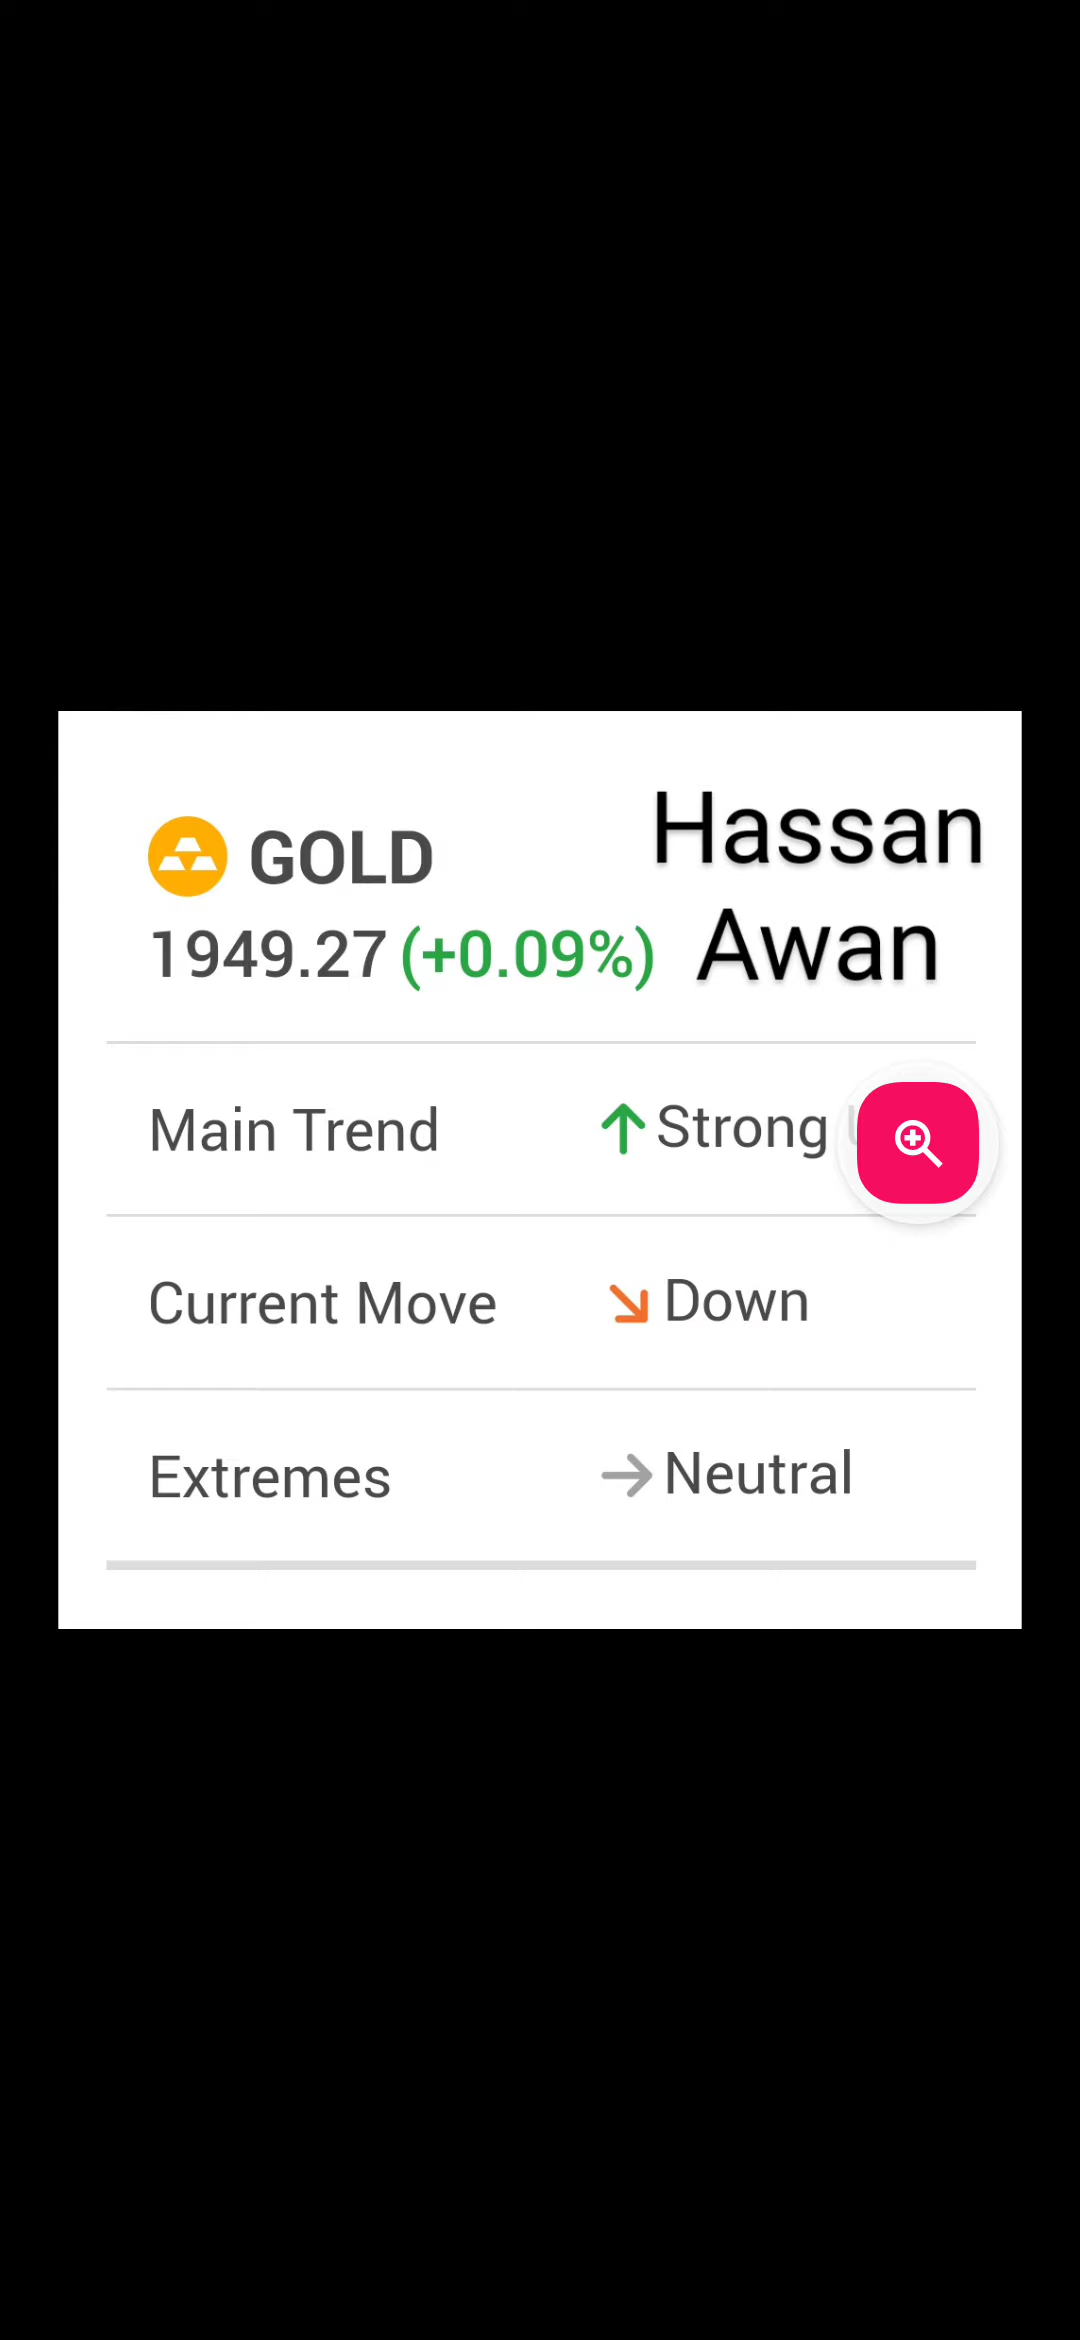 GOLD
Hassan
Awan
1949.27 (+0.09%)
Main Trend Strong
Current Move Down
Extremes Neutral